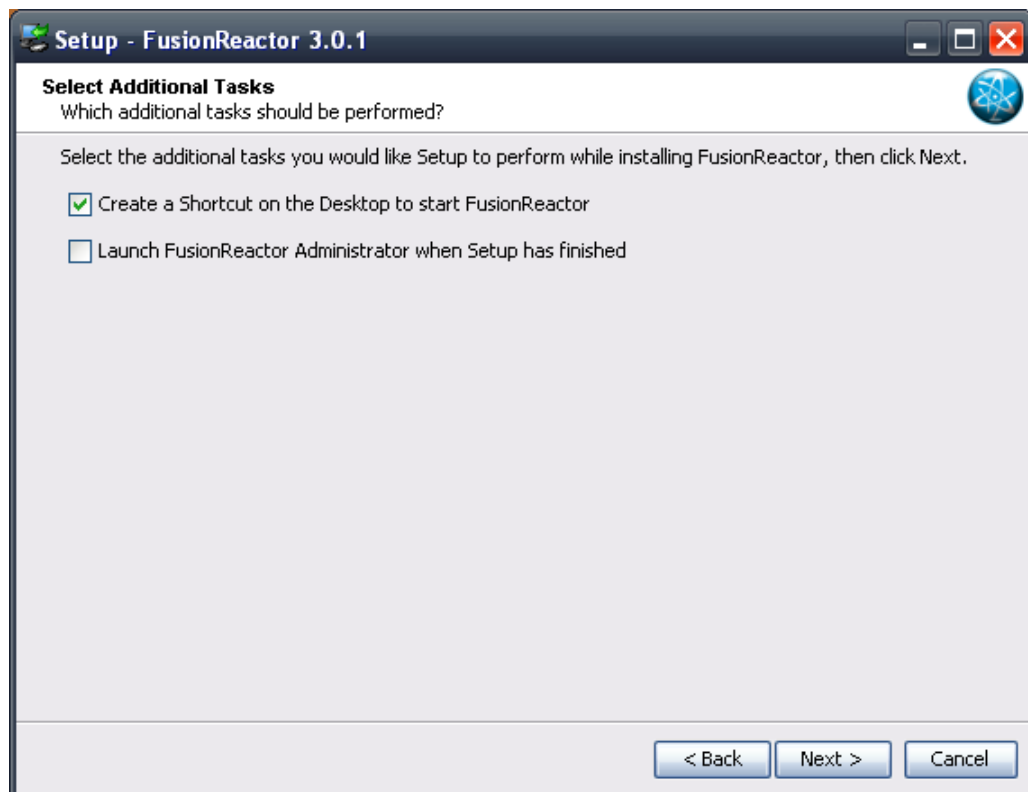 Setup - FusionReactor 3.0.1
Select Additional Tasks
Which additional tasks should be performed?
Select the additional tasks you would like Setup to perform while installing FusionReactor, then click Next.
Create a Shortcut on the Desktop to start FusionReactor
Launch FusionReactor Administrator when Setup has finished
< Back Next > Cancel